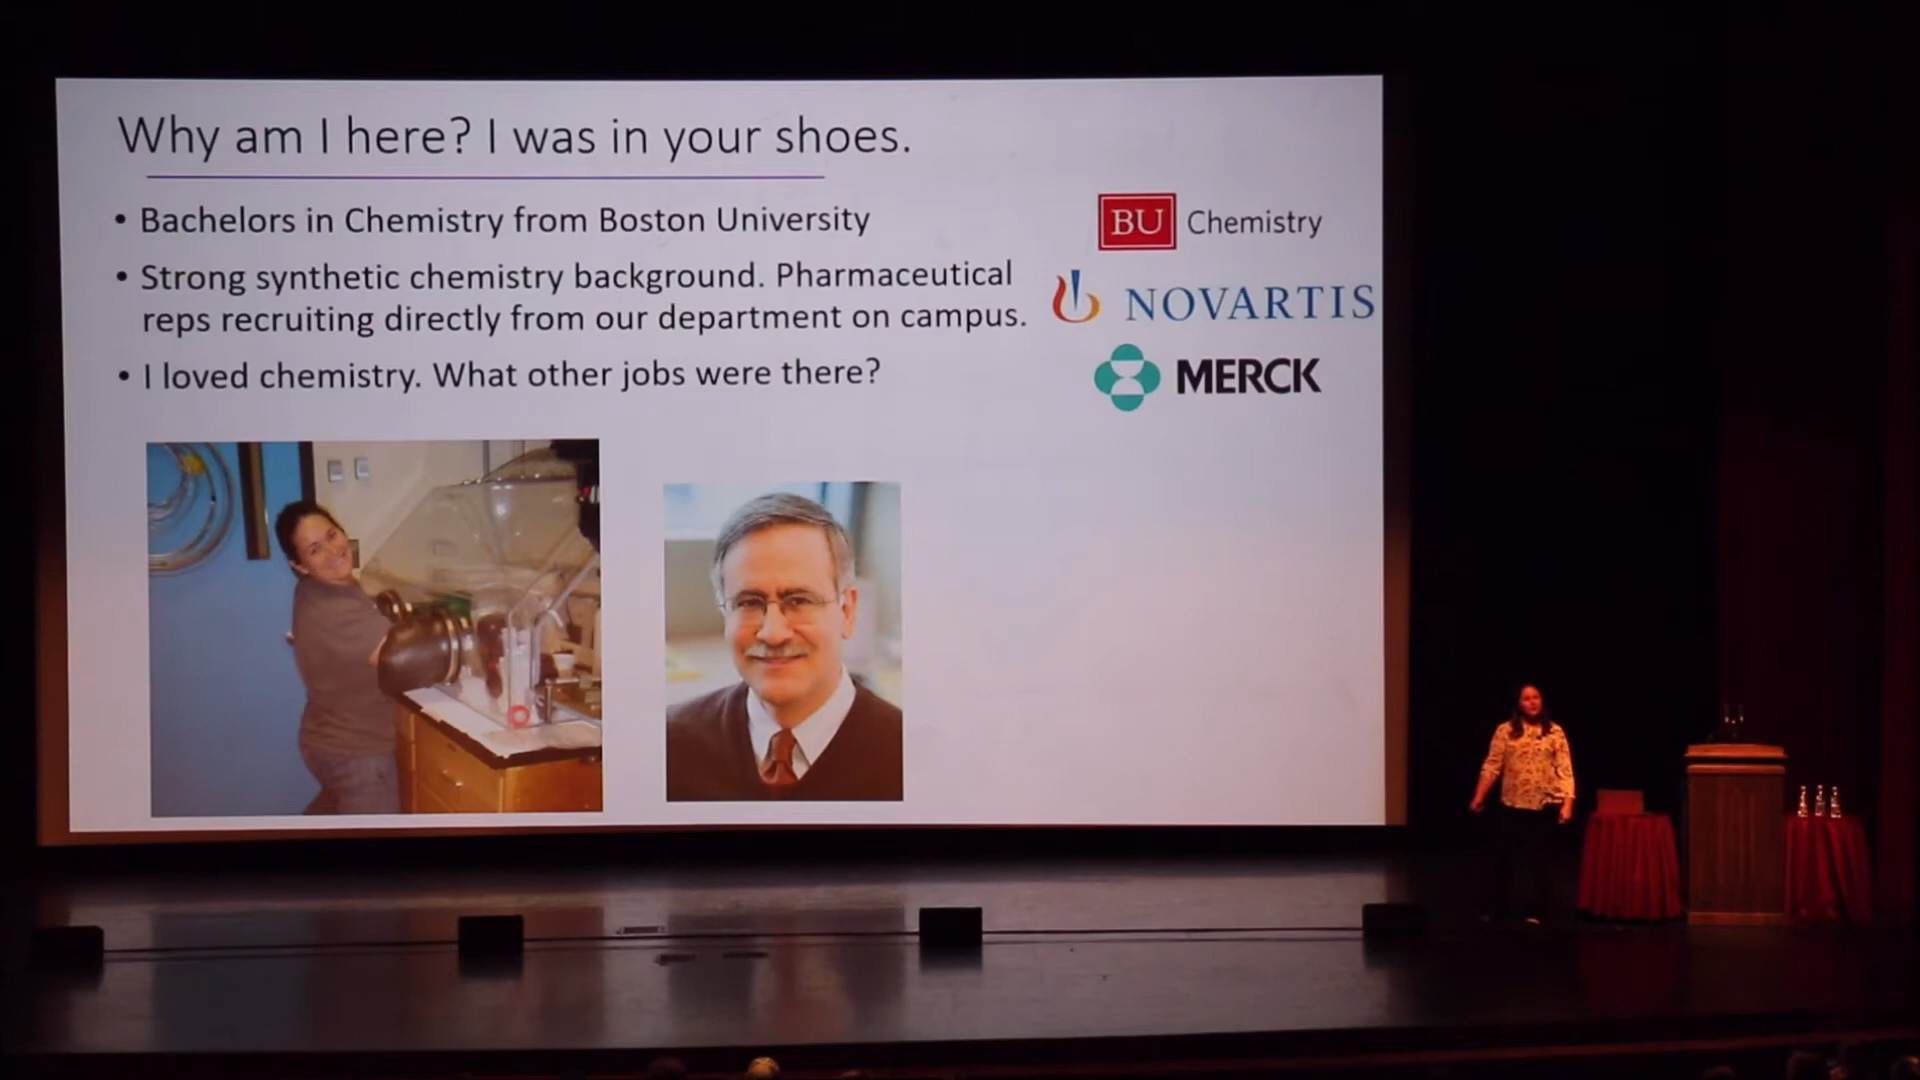 Why am I here? I was in your shoes.
• Bachelors in Chemistry from Boston University
• Strong synthetic chemistry background. Pharmaceutical
reps recruiting directly from our department on campus.
• I loved chemistry. What other jobs were there?
BU Chemistry
NOVARTIS
MERCK